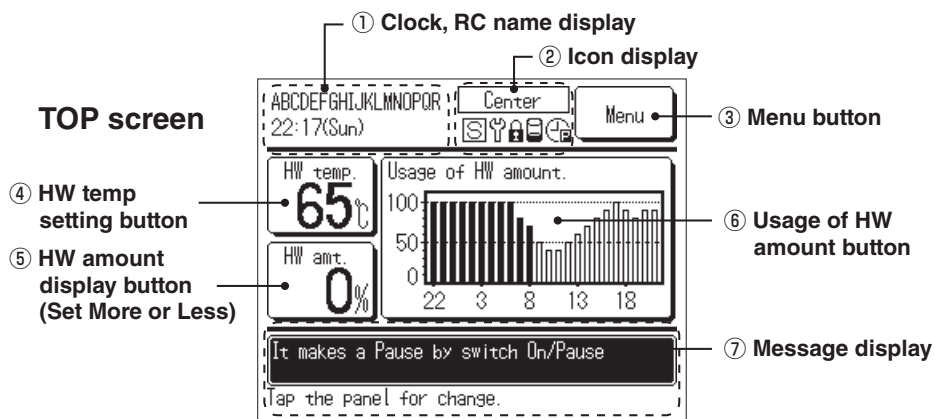 ① Clock, RC name display
② Icon display
TOP screen
ABCDEFGHIJKLMNOPQR
22:17(Sun)
Center
S
Menu
③ Menu button
④ HW temp
setting button
HW temp.
65℃
Usage of HW amount.
100
50
0
22 3 8 13 18
⑥ Usage of HW
amount button
⑤ HW amount
display button
(Set More or Less)
HW amt.
0%
It makes a Pause by switch On/Pause
Tap the panel for change.
⑦ Message display